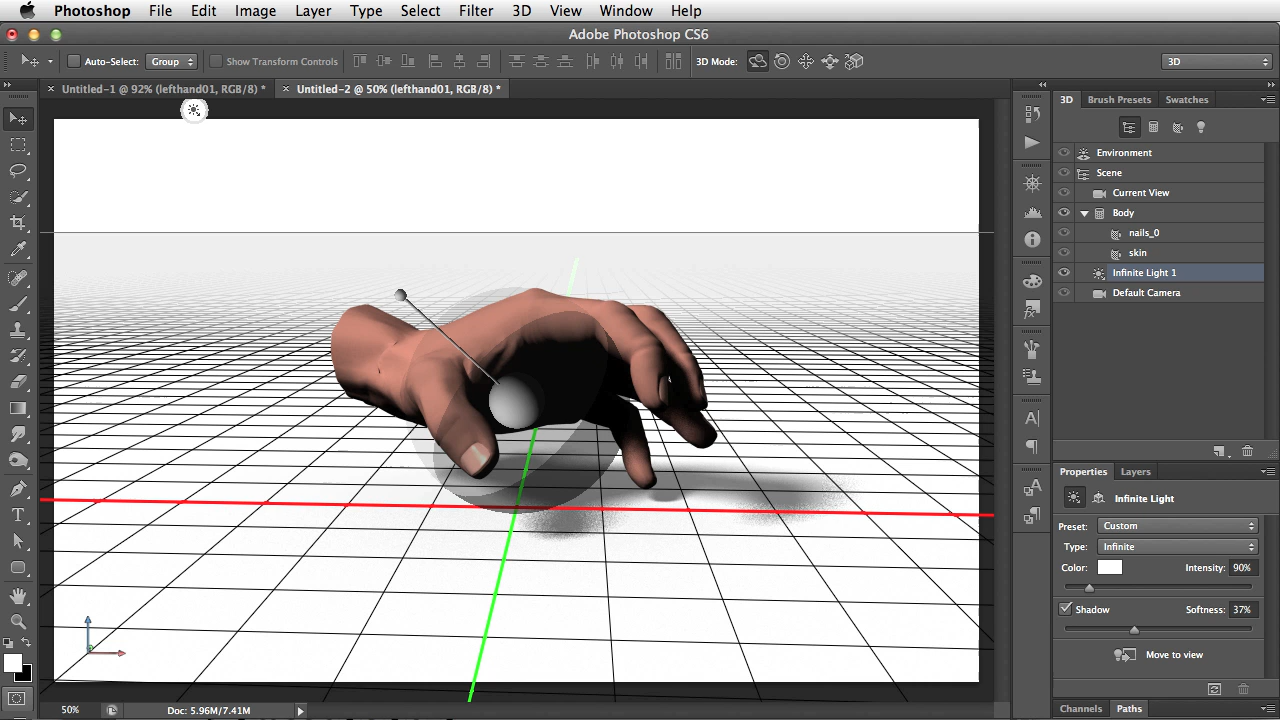 Photoshop File Edit Image Layer Type Select Filter 3D View Window Help
Adobe Photoshop CS6
Auto-Select: Group Show Transform Controls 3D Mode: 3D
Untitled-1 @ 92% (lefthand01, RGB/8) * Untitled-2 @ 50% (lefthand01, RGB/8) *
3D Brush Presets Swatches
Environment
Scene
Current View
Body
nails_0
skin
Infinite Light 1
Default Camera
Properties Layers
Infinite Light
Preset: Custom
Type: Infinite
Color: Intensity: 90%
Shadow Softness: 37%
Move to view
50% Doc: 5.96M/7.41M
Channels Paths